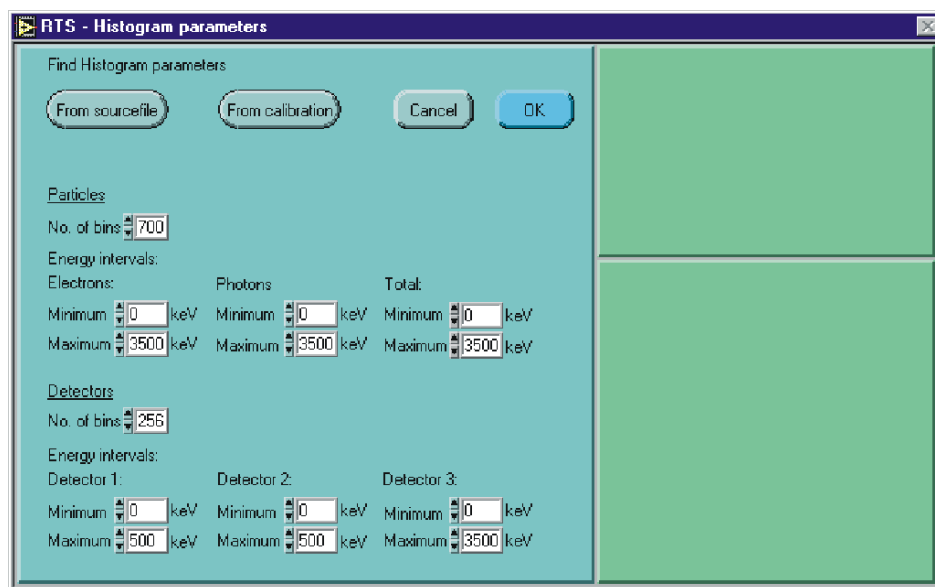 RTS - Histogram parameters
Find Histogram parameters
From sourcefile From calibration Cancel OK
Particles
No. of bins 700
Energy intervals:
Electrons: Photons Total:
Minimum 0 keV Minimum 0 keV Minimum 0 keV
Maximum 3500 keV Maximum 3500 keV Maximum 3500 keV
Detectors
No. of bins 256
Energy intervals:
Detector 1: Detector 2: Detector 3:
Minimum 0 keV Minimum 0 keV Minimum 0 keV
Maximum 500 keV Maximum 500 keV Maximum 3500 keV